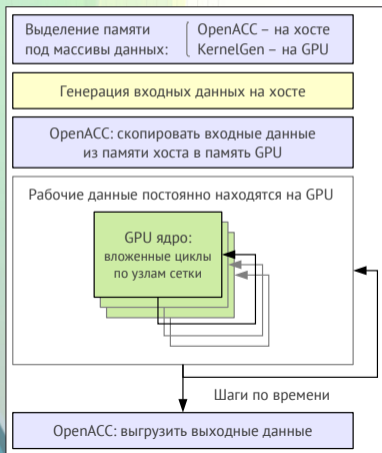 Выделение памяти
под массивы данных:
OpenACC – на хосте
KernelGen – на GPU
Генерация входных данных на хосте
OpenACC: скопировать входные данные
из памяти хоста в память GPU
Рабочие данные постоянно находятся на GPU
GPU ядро:
вложенные циклы
по узлам сетки
Шаги по времени
OpenACC: выгрузить выходные данные